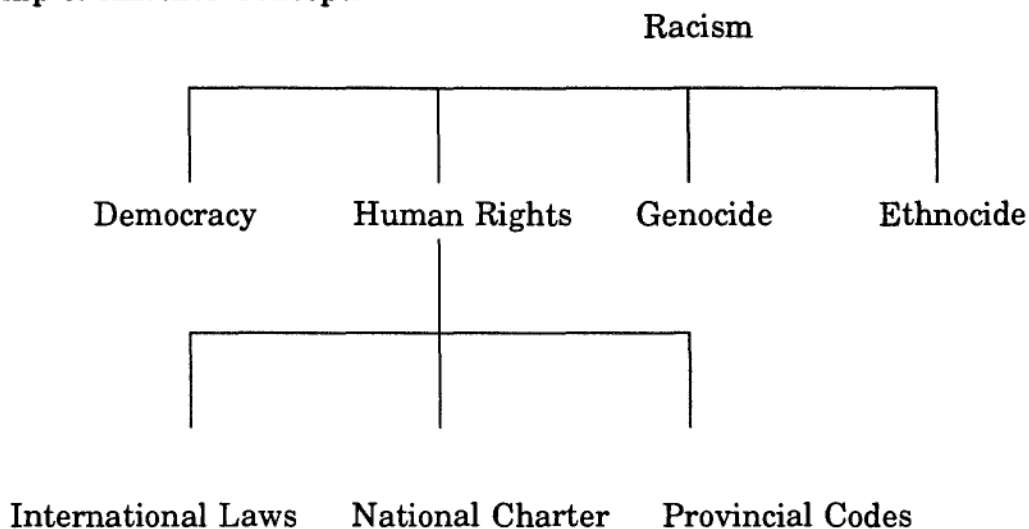 Racism
Democracy Human Rights Genocide Ethnocide
International Laws National Charter Provincial Codes